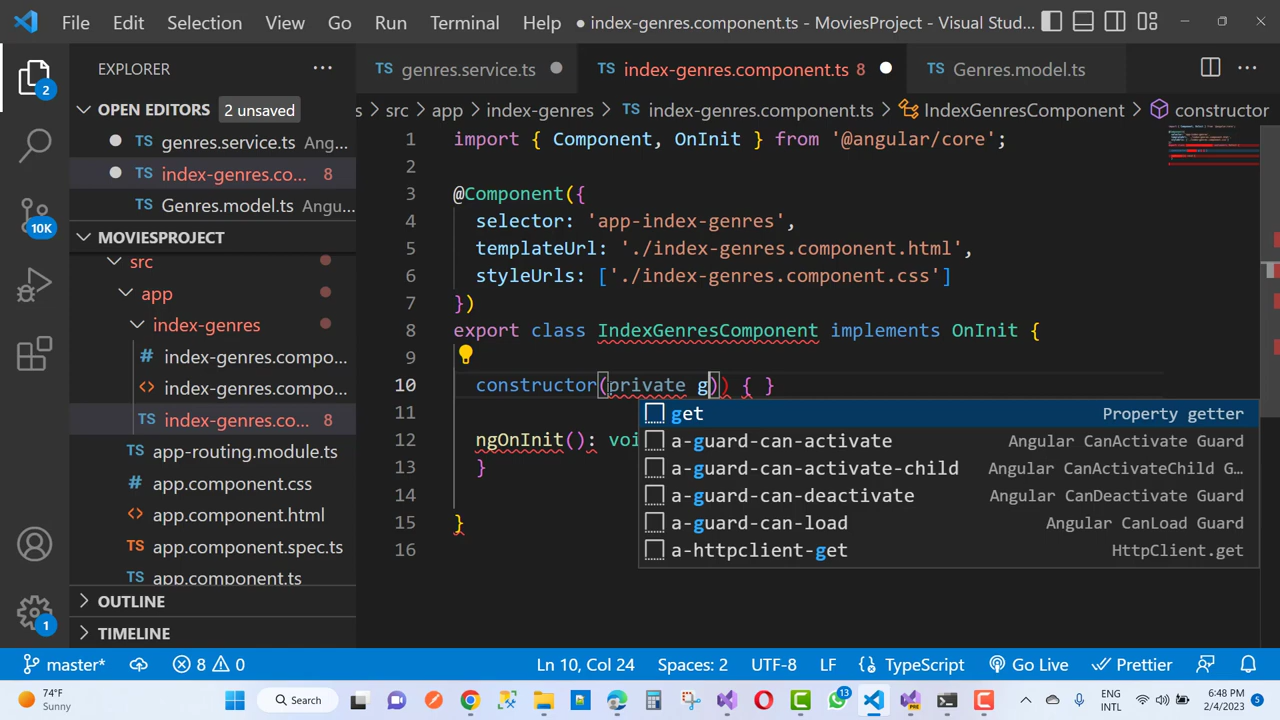 File Edit Selection View Go Run Terminal Help
● index-genres.component.ts - MoviesProject - Visual Stud...
EXPLORER
TS genres.service.ts
TS index-genres.component.ts 8
TS Genres.model.ts
OPEN EDITORS 2 unsaved
TS genres.service.ts Ang...
TS index-genres.co... 8
TS Genres.model.ts Angu...
MOVIESPROJECT
src
app
index-genres
# index-genres.compo...
<> index-genres.compo...
TS index-genres.co... 8
TS app-routing.module.ts
# app.component.css
<> app.component.html
TS app.component.spec.ts
TS app.component.ts
OUTLINE
TIMELINE
2
10K
1
s > src > app > index-genres > TS index-genres.component.ts > IndexGenresComponent > constructor
1 import { Component, OnInit } from '@angular/core';
2
3 @Component({
4 selector: 'app-index-genres',
5 templateUrl: './index-genres.component.html',
6 styleUrls: ['./index-genres.component.css']
7 })
8 export class IndexGenresComponent implements OnInit {
9
10 constructor(private g)) { }
11
12 ngOnInit(): voi
13 }
14
15 }
16
get Property getter
a-guard-can-activate Angular CanActivate Guard
a-guard-can-activate-child Angular CanActivateChild G...
a-guard-can-deactivate Angular CanDeactivate Guard
a-guard-can-load Angular CanLoad Guard
a-httpclient-get HttpClient.get
master* 8 0 Ln 10, Col 24 Spaces: 2 UTF-8 LF TypeScript Go Live Prettier
74°F
Sunny
Search
13
PRE
ENG
INTL
6:48 PM
2/4/2023
5